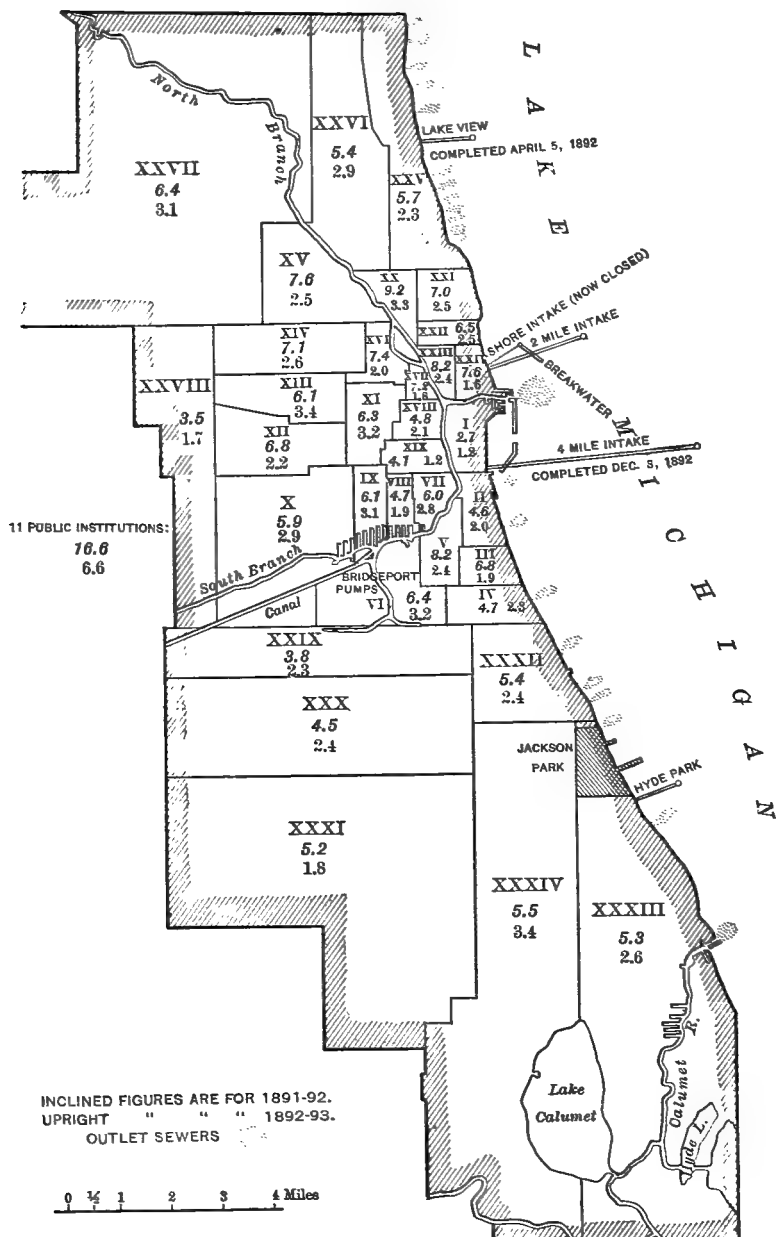 L A K E
M I C H I G A N
North
Branch
LAKE VIEW
COMPLETED APRIL 5, 1892
XXVI
5.4
2.9
XXVII
6.4
3.1
XXV
5.7
2.3
XV
7.6
2.5
XX
9.2
3.3
XXI
7.0
2.5
SHORE INTAKE (NOW CLOSED)
2 MILE INTAKE
BREAKWATER
XIV
7.1
2.6
XVI
7.4
2.0
XXII
6.5
2.5
XXIII
8.2
2.4
XXIV
7.6
1.6
XXVIII
3.5
1.7
XIII
6.1
3.4
XI
6.3
3.2
XVII
7.2
1.8
XVIII
4.8
2.1
I
2.7
1.2
XII
6.8
2.2
XIX
4.1 1.2
4 MILE INTAKE
COMPLETED DEC. 8, 1892
X
5.9
2.9
IX
6.1
3.1
VIII
4.7
1.9
VII
6.0
2.8
II
4.6
2.0
11 PUBLIC INSTITUTIONS:
16.6
6.6
South Branch
V
8.2
2.4
III
6.8
1.9
Canal
BRIDGEPORT
PUMPS
VI
6.4
3.2
IV
4.7 2.3
XXIX
3.8
2.3
XXXII
5.4
2.4
XXX
4.5
2.4
JACKSON
PARK
HYDE PARK
XXXI
5.2
1.8
XXXIV
5.5
3.4
XXXIII
5.3
2.6
Calumet R.
Lake
Calumet
Hyde L.
INCLINED FIGURES ARE FOR 1891-92.
UPRIGHT " " " 1892-93.
OUTLET SEWERS
0 ½ 1 2 3 4 Miles